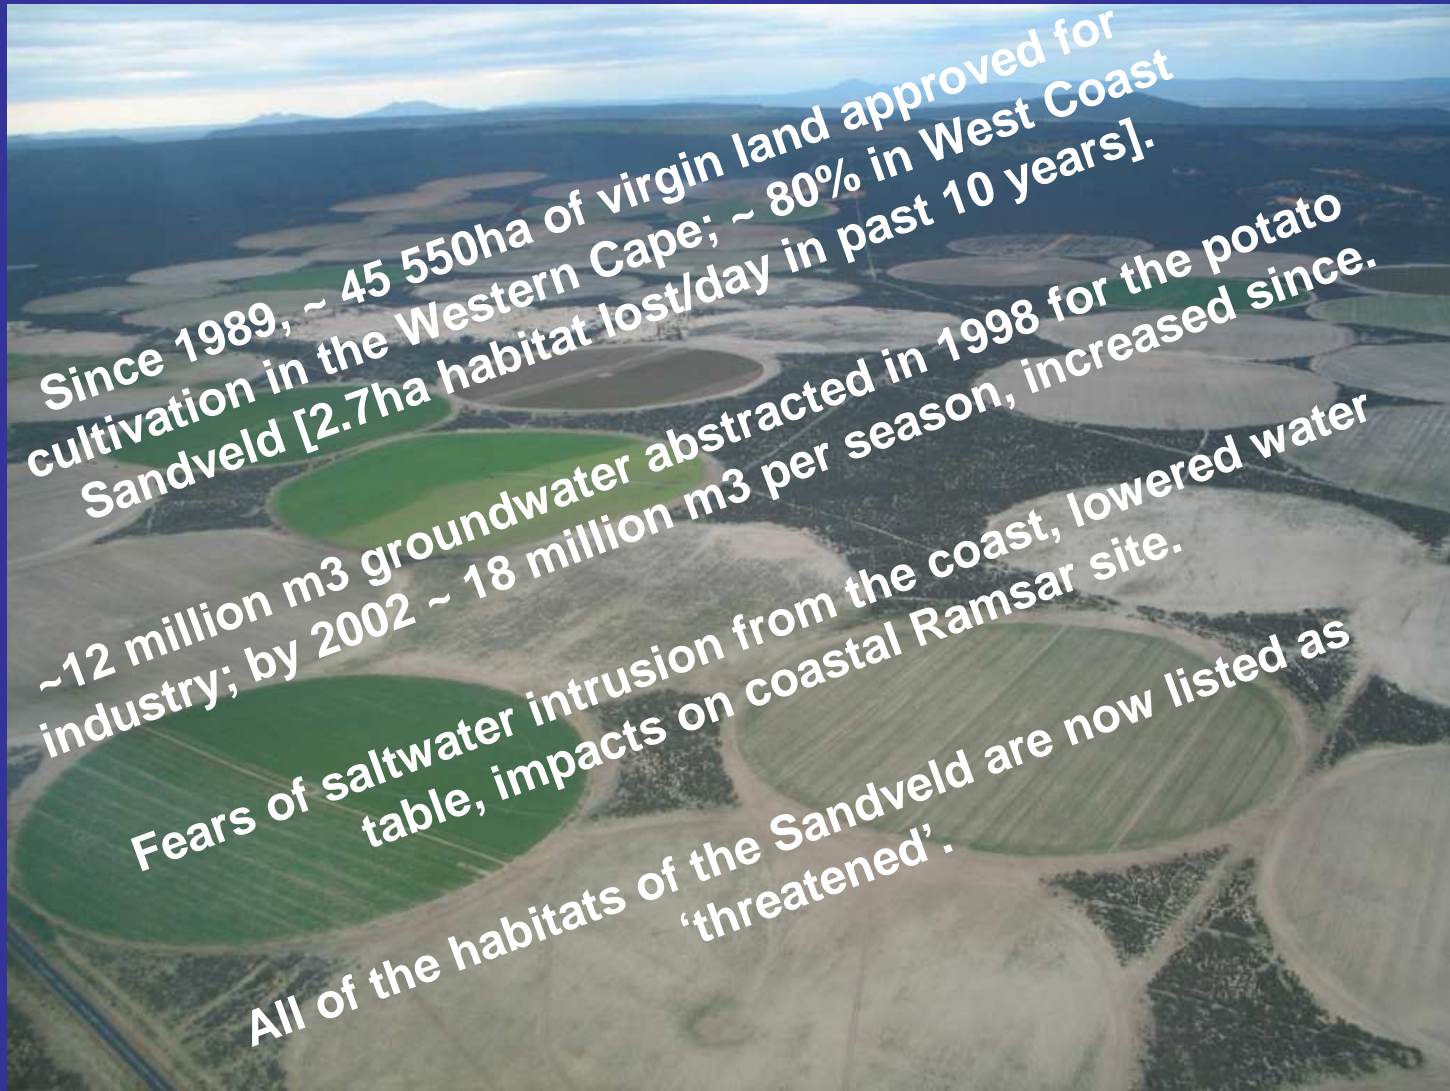 Since 1989, ~ 45 550ha of virgin land approved for
cultivation in the Western Cape; ~ 80% in West Coast
Sandveld [2.7ha habitat lost/day in past 10 years].
~12 million m3 groundwater abstracted in 1998 for the potato
industry; by 2002 ~ 18 million m3 per season, increased since.
Fears of saltwater intrusion from the coast, lowered water
table, impacts on coastal Ramsar site.
All of the habitats of the Sandveld are now listed as
‘threatened’.